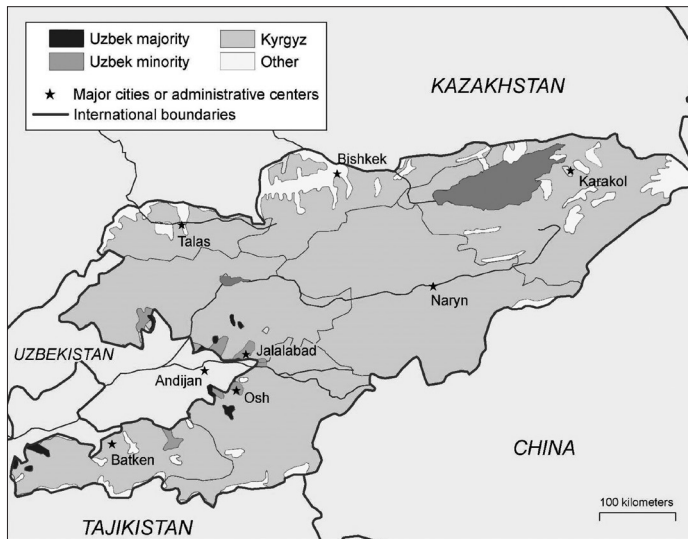 Uzbek majority
Kyrgyz
Uzbek minority
Other
Major cities or administrative centers
International boundaries
KAZAKHSTAN
Bishkek
Karakol
Talas
Naryn
UZBEKISTAN
Jalalabad
Andijan
Osh
CHINA
Batken
100 kilometers
TAJIKISTAN